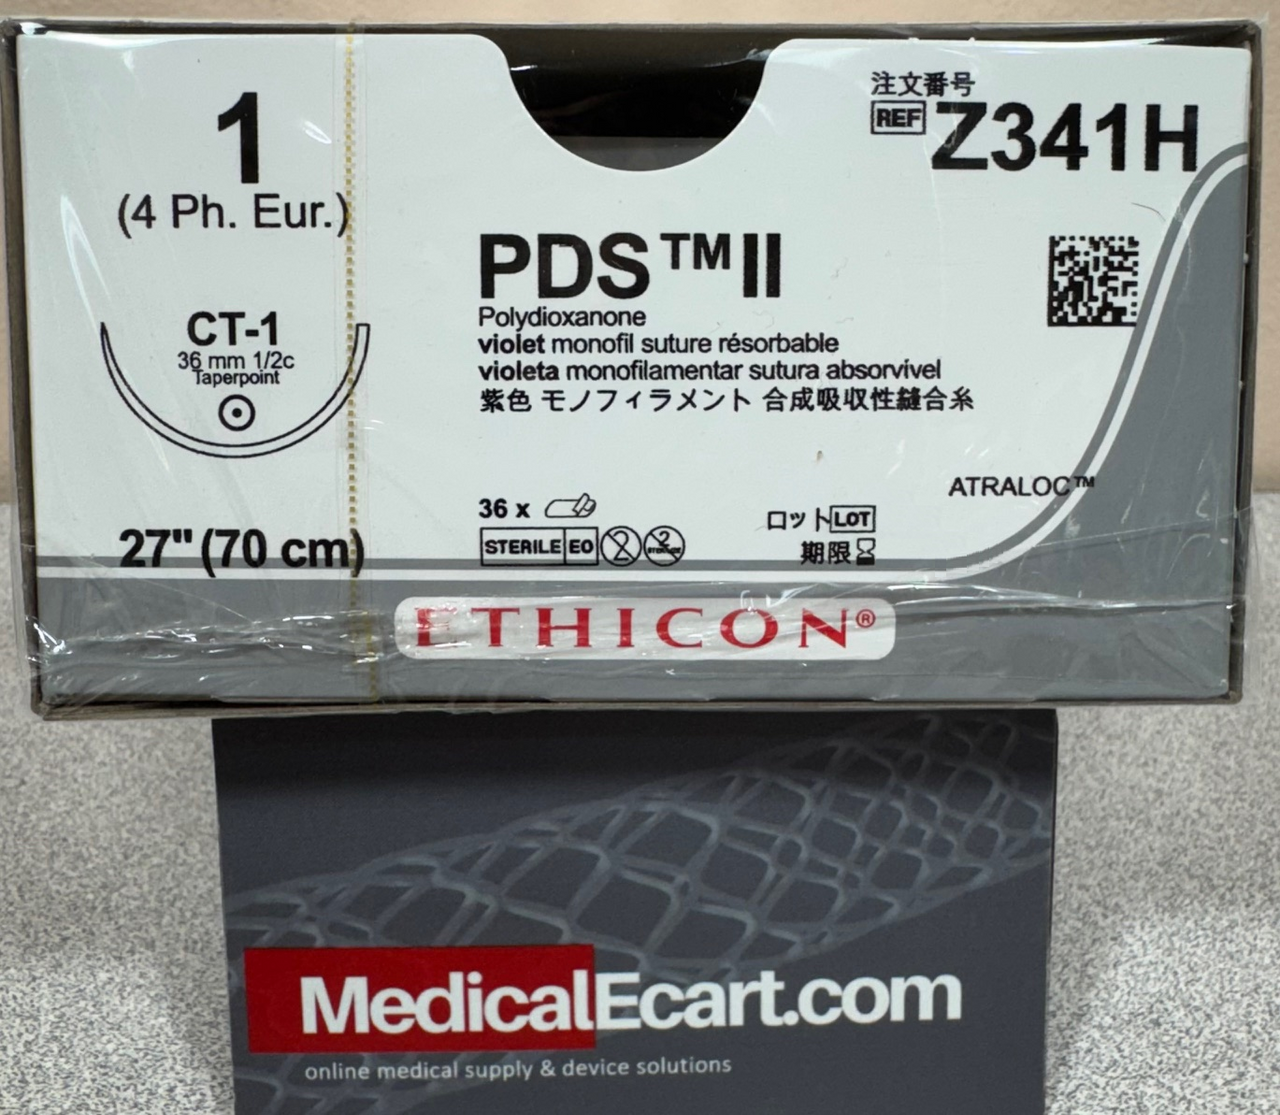 1
(4 Ph. Eur.)
CT-1
36 mm 1/2c
Taperpoint
27" (70 cm)
注文番号
REF Z341H
PDS™II
Polydioxanone
violet monofil suture résorbable
violeta monofilamentar sutura absorvível
紫色 モノフィラメント 合成吸収性縫合糸
ATRALOC™
36 x
STERILE EO 2 2
ロット LOT
期限
ETHICON®
MedicalEcart.com
online medical supply & device solutions